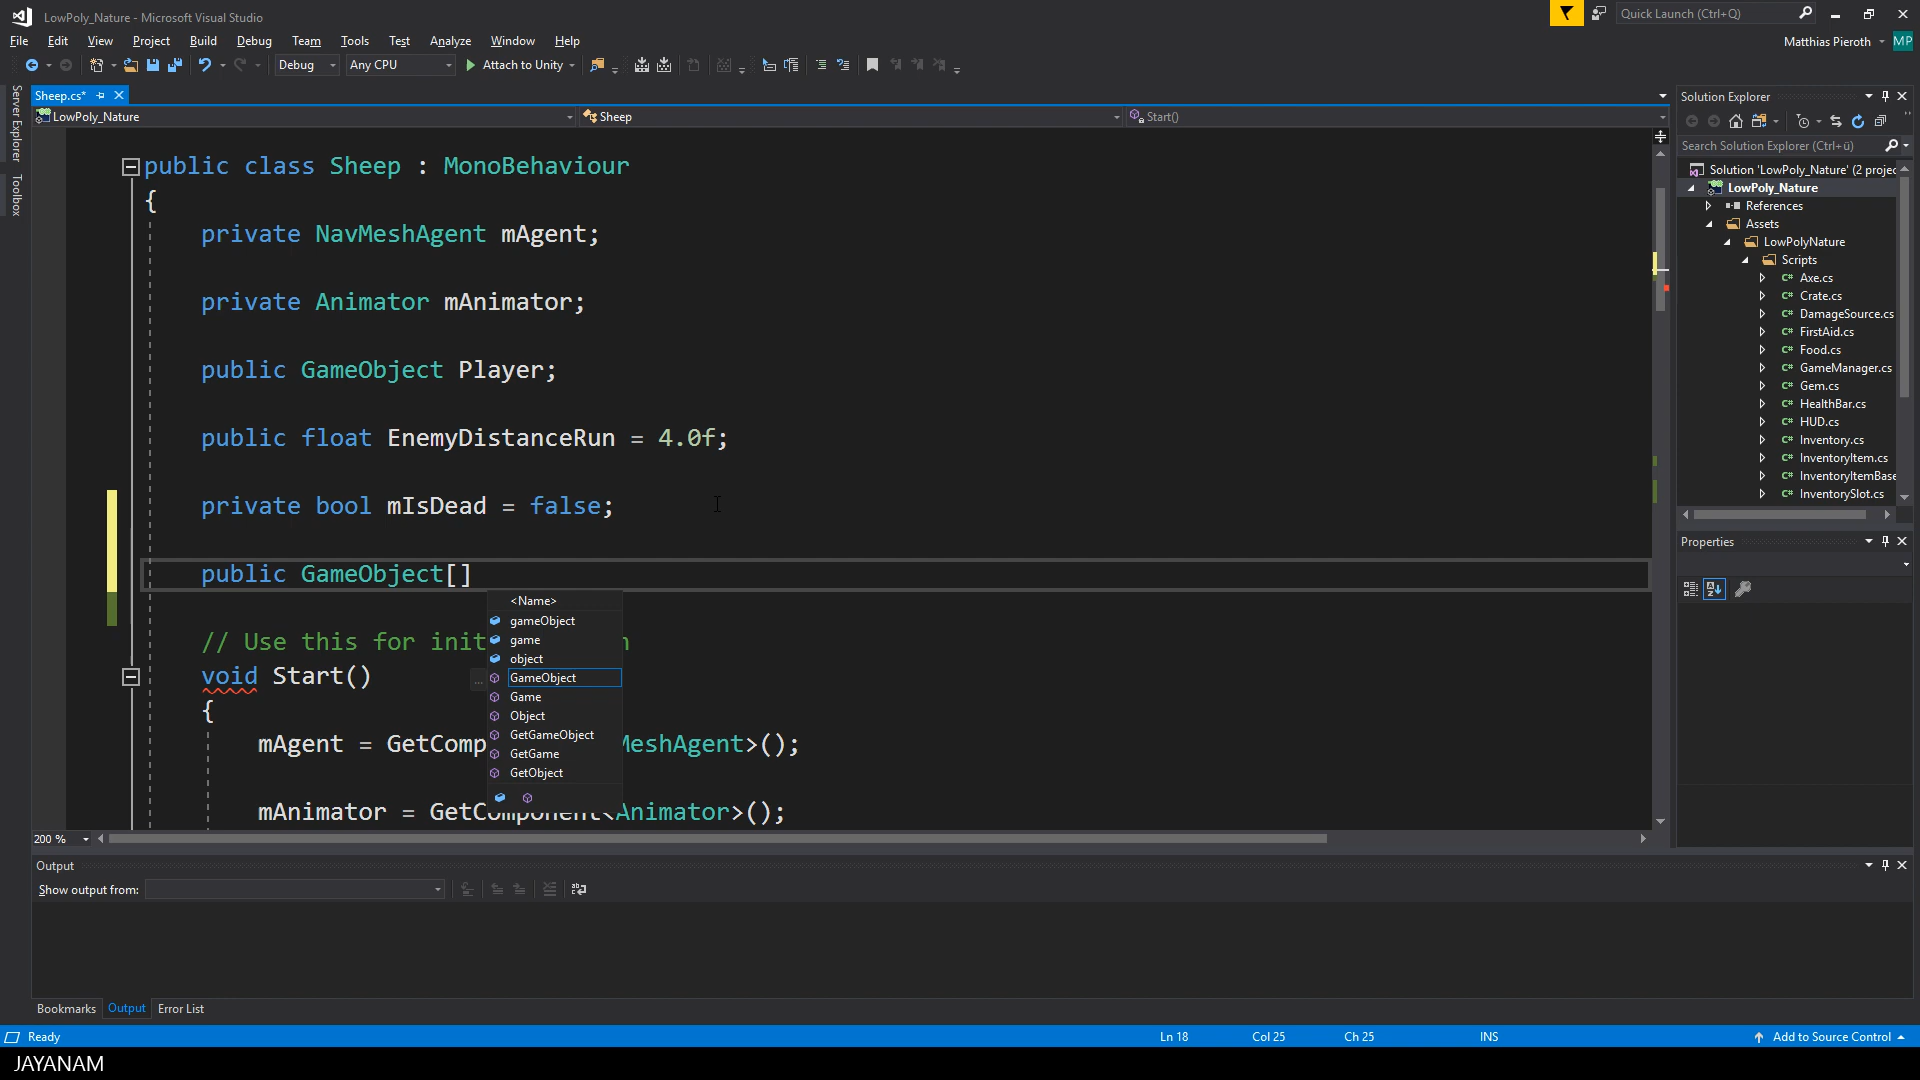 LowPoly_Nature - Microsoft Visual Studio
Quick Launch (Ctrl+Q)
File Edit View Project Build Debug Team Tools Test Analyze Window Help
Matthias Pieroth MP
Debug Any CPU Attach to Unity
Server Explorer
Toolbox
Sheep.cs*
LowPoly_Nature Sheep Start()
public class Sheep : MonoBehaviour
{
private NavMeshAgent mAgent;
private Animator mAnimator;
public GameObject Player;
public float EnemyDistanceRun = 4.0f;
private bool mIsDead = false;
public GameObject[]
<Name>
gameObject
game
object
GameObject
Game
Object
GetGameObject
GetGame
GetObject
// Use this for init n
void Start() ...
{
mAgent = GetComp MeshAgent>();
mAnimator = GetComponent<Animator>();
200 %
Solution Explorer
Search Solution Explorer (Ctrl+ü)
Solution 'LowPoly_Nature' (2 projec
LowPoly_Nature
References
Assets
LowPolyNature
Scripts
C# Axe.cs
C# Crate.cs
C# DamageSource.cs
C# FirstAid.cs
C# Food.cs
C# GameManager.cs
C# Gem.cs
C# HealthBar.cs
C# HUD.cs
C# Inventory.cs
C# InventoryItem.cs
C# InventoryItemBase
C# InventorySlot.cs
Properties
Output
Show output from:
Bookmarks Output Error List
Ready Ln 18 Col 25 Ch 25 INS Add to Source Control
JAYANAM